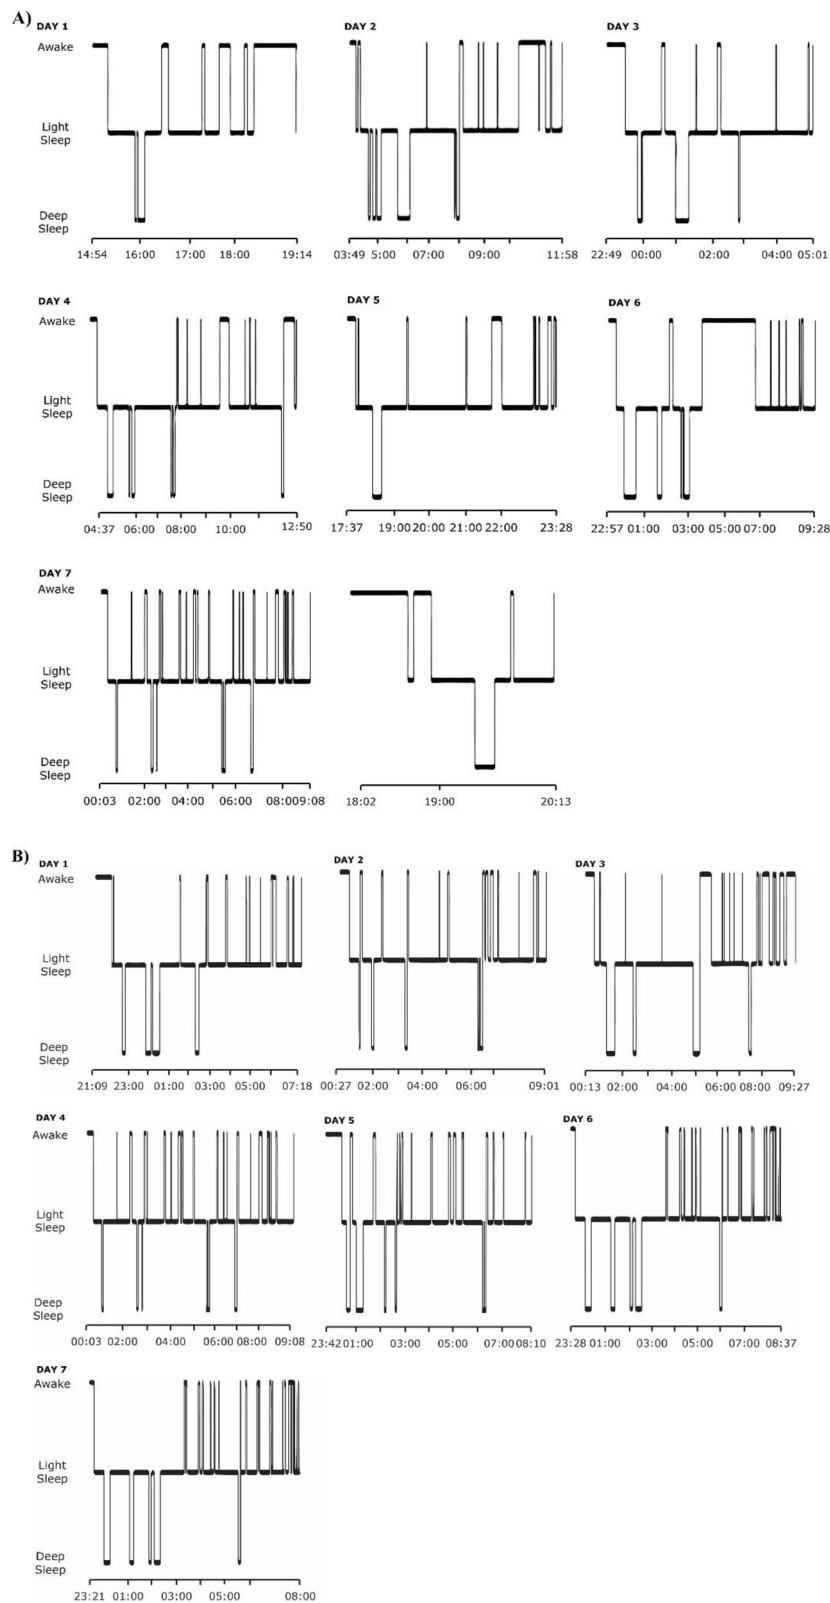 A)
DAY 1
DAY 2
DAY 3
Awake
Light
Sleep
Deep
Sleep
14:54 16:00 17:00 18:00 19:14
03:49 5:00 07:00 09:00 11:58
22:49 00:00 02:00 04:00 05:01
DAY 4
DAY 5
DAY 6
Awake
Light
Sleep
Deep
Sleep
04:37 06:00 08:00 10:00 12:50
17:37 19:00 20:00 21:00 22:00 23:28
22:57 01:00 03:00 05:00 07:00 09:28
DAY 7
Awake
Light
Sleep
Deep
Sleep
00:03 02:00 04:00 06:00 08:00 09:08
18:02 19:00 20:13
B)
DAY 1
DAY 2
DAY 3
Awake
Light
Sleep
Deep
Sleep
21:09 23:00 01:00 03:00 05:00 07:18
00:27 02:00 04:00 06:00 09:01
00:13 02:00 04:00 06:00 08:00 09:27
DAY 4
DAY 5
DAY 6
Awake
Light
Sleep
Deep
Sleep
00:03 02:00 04:00 06:00 08:00 09:08
23:42 01:00 03:00 05:00 07:00 08:10
23:28 01:00 03:00 05:00 07:00 08:37
DAY 7
Awake
Light
Sleep
Deep
Sleep
23:21 01:00 03:00 05:00 08:00